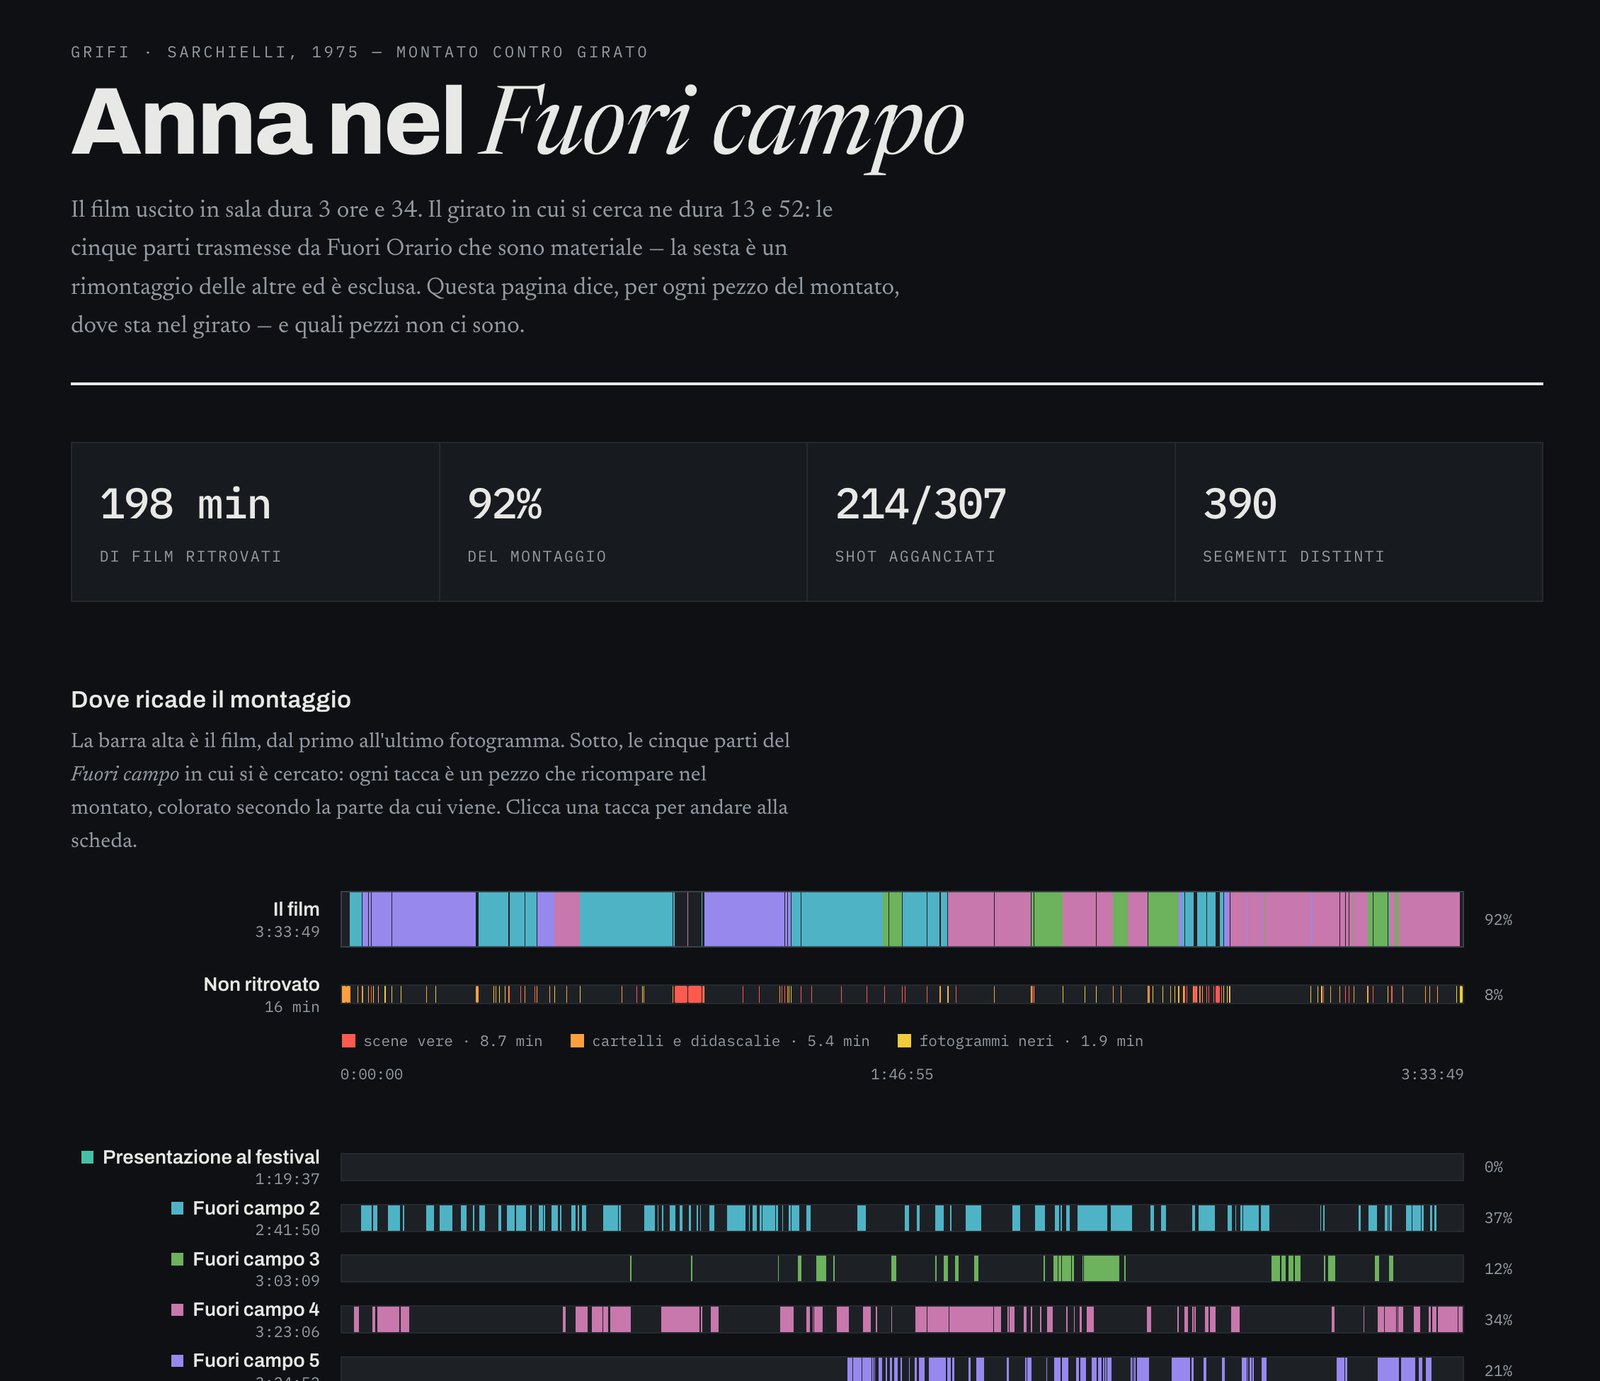 GRIFI · SARCHIELLI, 1975 — MONTATO CONTRO GIRATO
Anna nel Fuori campo
Il film uscito in sala dura 3 ore e 34. Il girato in cui si cerca ne dura 13 e 52: le
cinque parti trasmesse da Fuori Orario che sono materiale — la sesta è un
rimontaggio delle altre ed è esclusa. Questa pagina dice, per ogni pezzo del montato,
dove sta nel girato — e quali pezzi non ci sono.
198 min
DI FILM RITROVATI
92%
DEL MONTAGGIO
214/307
SHOT AGGANCIATI
390
SEGMENTI DISTINTI
Dove ricade il montaggio
La barra alta è il film, dal primo all'ultimo fotogramma. Sotto, le cinque parti del
Fuori campo in cui si è cercato: ogni tacca è un pezzo che ricompare nel
montato, colorato secondo la parte da cui viene. Clicca una tacca per andare alla
scheda.
Il film
3:33:49
92%
Non ritrovato
16 min
8%
scene vere · 8.7 min
cartelli e didascalie · 5.4 min
fotogrammi neri · 1.9 min
0:00:00
1:46:55
3:33:49
Presentazione al festival
1:19:37
0%
Fuori campo 2
2:41:50
37%
Fuori campo 3
3:03:09
12%
Fuori campo 4
3:23:06
34%
Fuori campo 5
21%